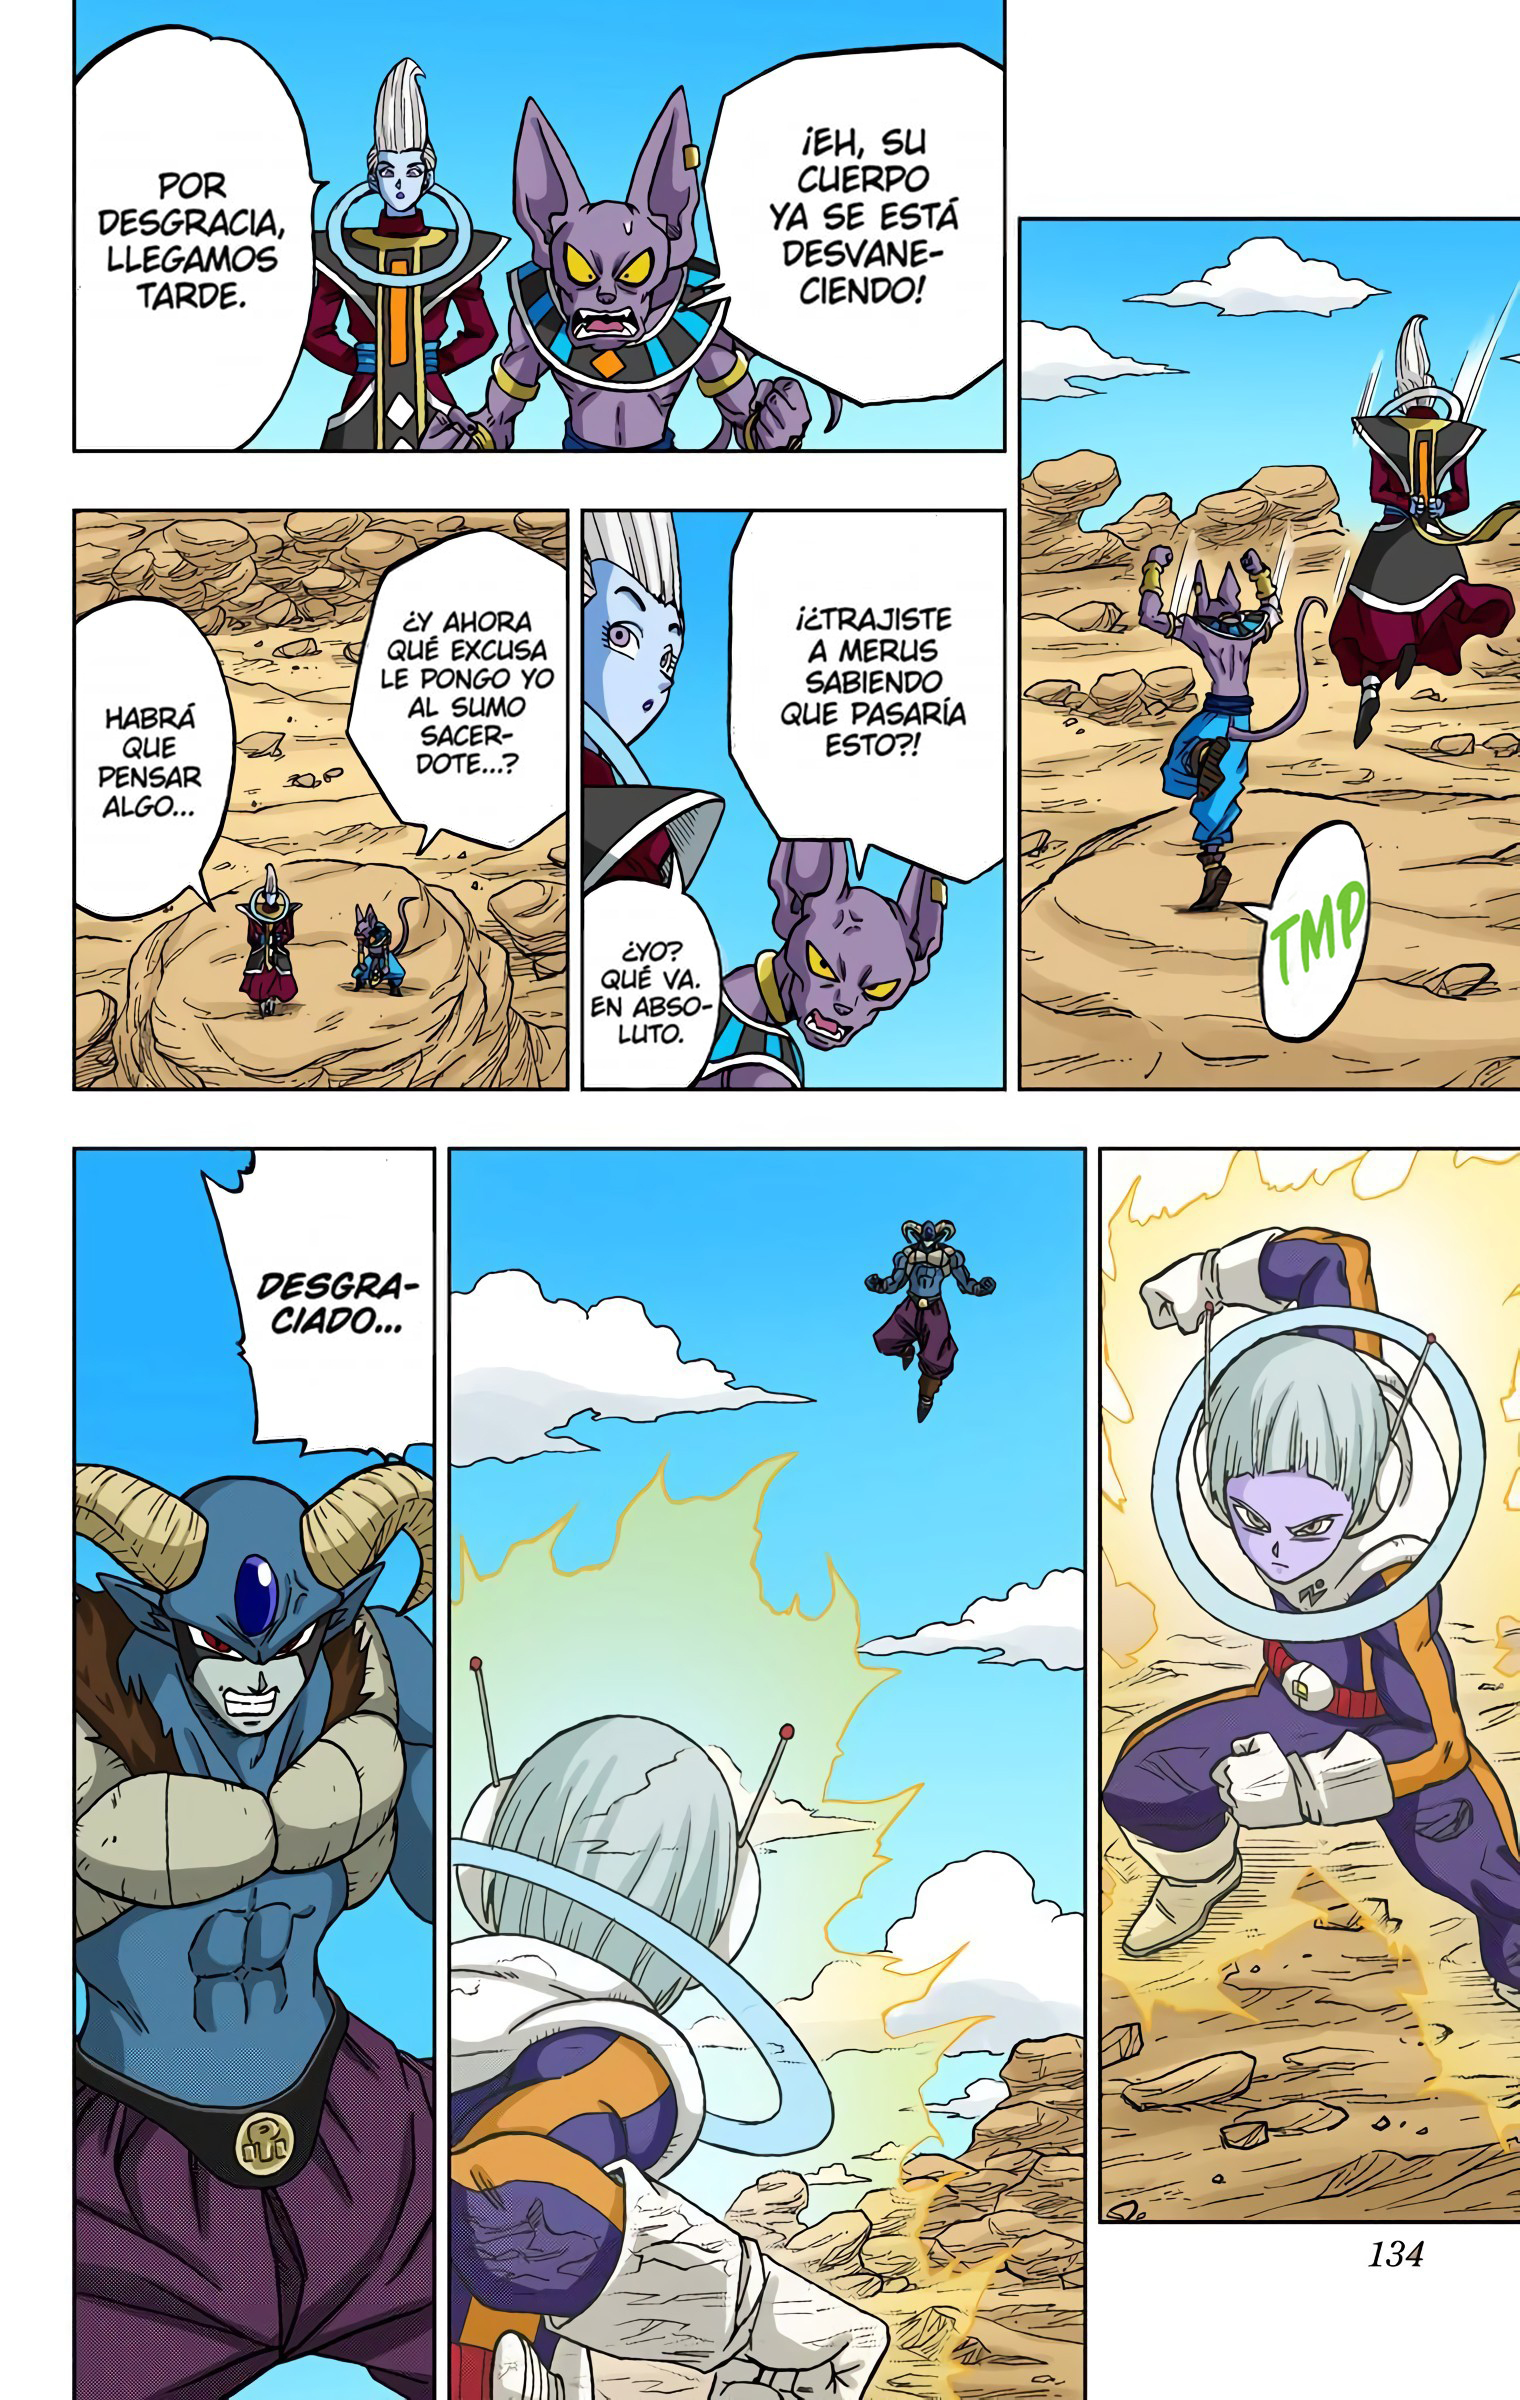 ¡EH, SU
CUERPO
YA SE ESTÁ
DESVANE-
CIENDO!
POR
DESGRACIA,
LLEGAMOS
TARDE.
TMP
¡¿TRAJISTE
A MERUS
SABIENDO
QUE PASARÍA
ESTO?!
¿YO?
QUÉ VA.
EN ABSO-
LUTO.
¿Y AHORA
QUÉ EXCUSA
LE PONGO YO
AL SUMO
SACER-
DOTE...?
HABRÁ
QUE
PENSAR
ALGO...
DESGRA-
CIADO...
134